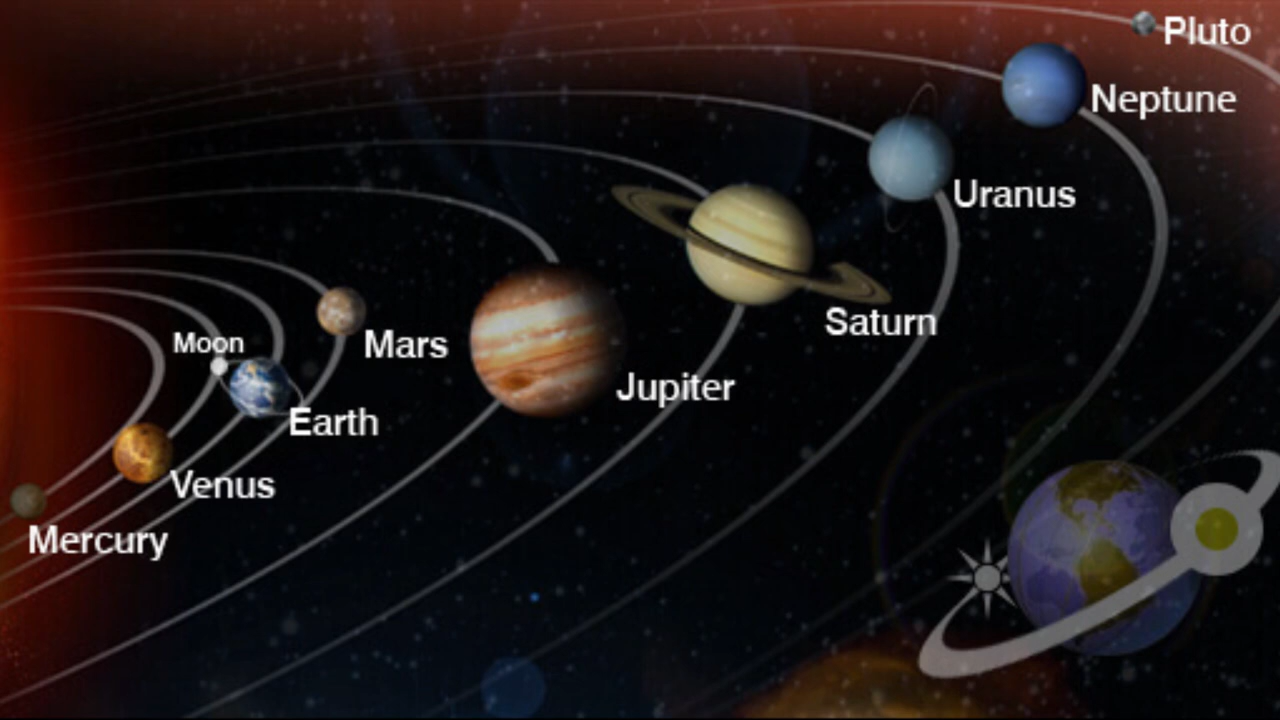 Pluto
Neptune
Uranus
Saturn
Moon
Mars
Jupiter
Earth
Venus
Mercury